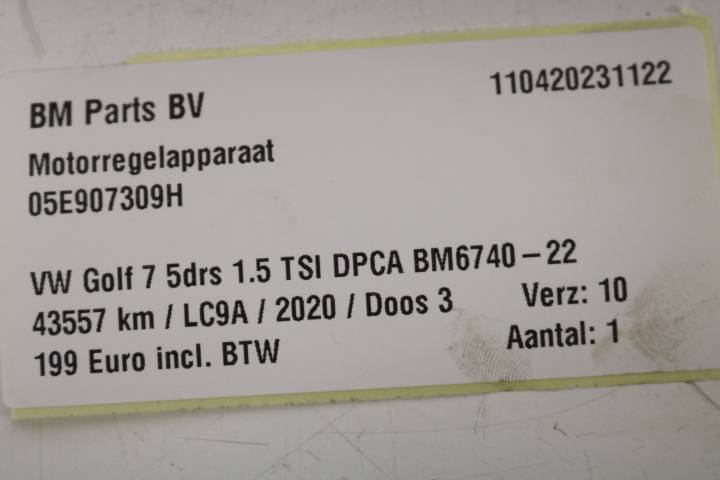 BM Parts BV 110420231122
Motorregelapparaat
05E907309H
VW Golf 7 5drs 1.5 TSI DPCA BM6740-22
43557 km / LC9A / 2020 / Doos 3 Verz: 10
199 Euro incl. BTW Aantal: 1